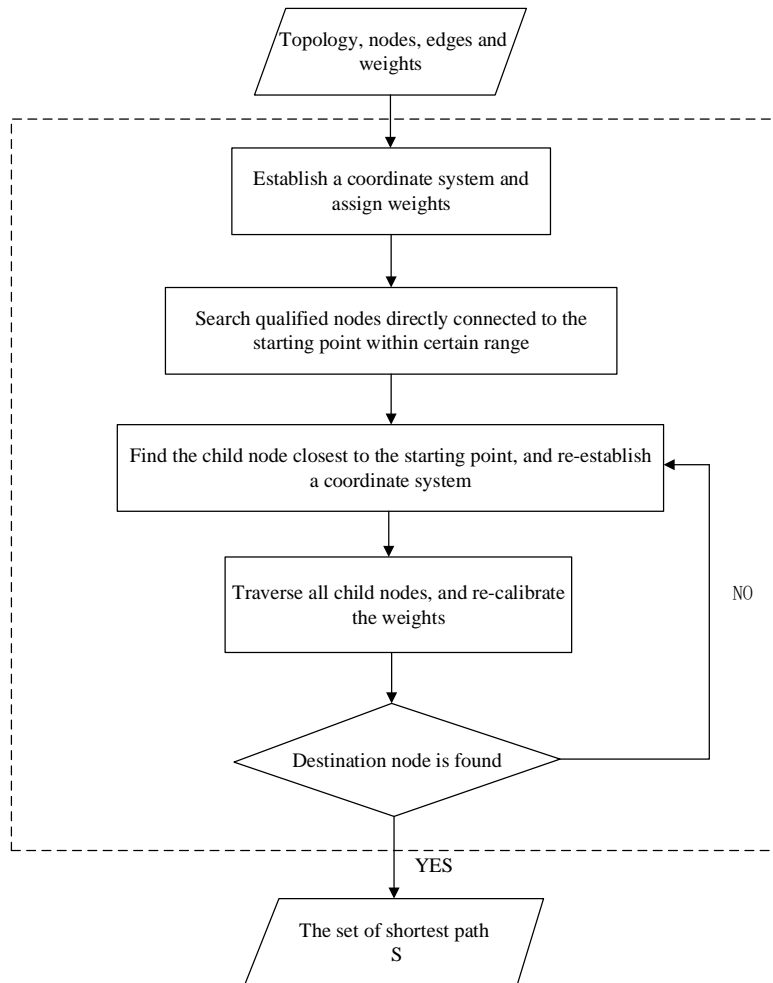 Topology, nodes, edges and
weights
Establish a coordinate system and
assign weights
Search qualified nodes directly connected to the
starting point within certain range
Find the child node closest to the starting point, and re-establish
a coordinate system
Traverse all child nodes, and re-calibrate
the weights
NO
Destination node is found
YES
The set of shortest path
S